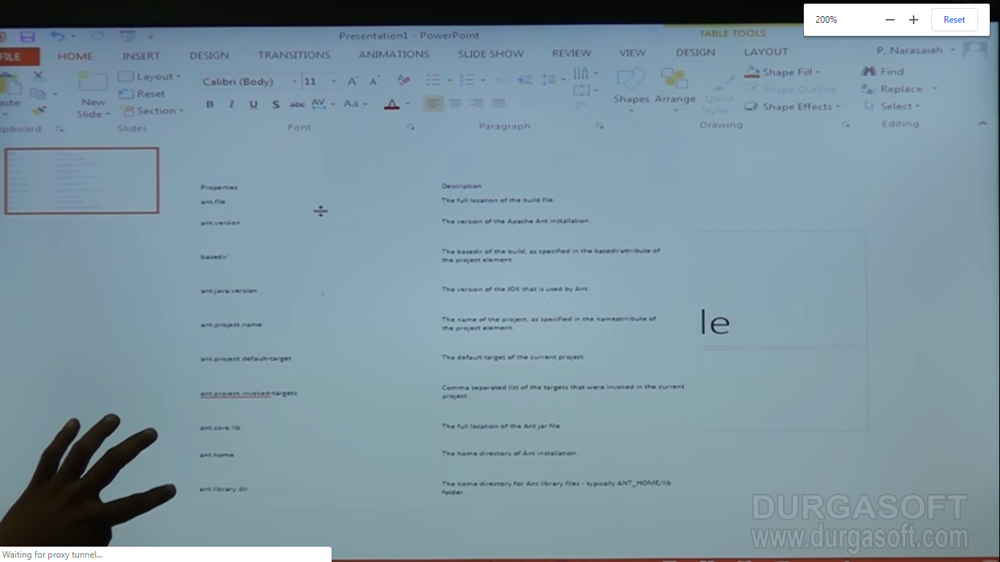 200%
Reset
Presentation1 - PowerPoint
TABLE TOOLS
FILE
HOME
INSERT
DESIGN
TRANSITIONS
ANIMATIONS
SLIDE SHOW
REVIEW
VIEW
DESIGN
LAYOUT
P, Narasaiah
aste
New
Slide
Layout
Reset
Section
Calibri (Body)
11
Aˆ
Aˇ
B I U S abc AV Aa A
Shapes
Arrange
Quick
Styles
Shape Fill
Shape Outline
Shape Effects
Find
Replace
Select
ipboard
Slides
Font
Paragraph
Drawing
Editing
Properties Description
ant.file The full location of the build file.
ant.version The version of the Apache Ant installation.
basedir The basedir of the build, as specified in the basedirattribute of
the project element.
ant.java.version The version of the JDK that is used by Ant.
ant.project.name The name of the project, as specified in the nameatrribute of
the project element.
ant.project.default-target The default target of the current project.
ant.project.invoked-targets Comma separated list of the targets that were invoked in the current
project.
ant.core.lib The full location of the Ant jar file.
ant.home The home directory of Ant installation.
ant.library.dir The home directory for Ant library files - typically ANT_HOME/lib
folder.
le
DURGASOFT
www.durgasoft.com
Waiting for proxy tunnel...